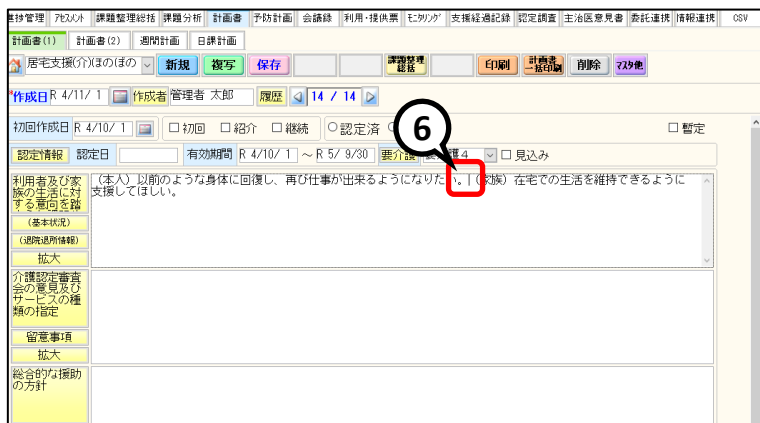 進捗管理 ｱｾｽﾒﾝﾄ 課題整理総括 課題分析 計画書 予防計画 会議録 利用・提供票 ﾓﾆﾀﾘﾝｸﾞ 支援経過記録 認定調査 主治医意見書 委託連携 情報連携 CSV
計画書(1) 計画書(2) 週間計画 日課計画
居宅支援(介)(ほのぼの 新規 複写 保存 課題整理総括 印刷 計画書一括印刷 削除 ﾏｽﾀ他
*作成日 R 4/11/ 1 作成者 管理者 太郎 履歴 14 / 14
初回作成日 R 4/10/ 1 初回 紹介 継続 認定済 暫定
6
認定情報 認定日 有効期間 R 4/10/ 1 ～ R 5/ 9/30 要介護4 見込み
利用者及び家族の生活に対する意向を踏
(本人) 以前のような身体に回復し、再び仕事が出来るようになりたい。|(家族) 在宅での生活を維持できるように
支援してほしい。
(基本状況)
(退院退所情報)
拡大
介護認定審査会の意見及びサービスの種類の指定
留意事項
拡大
総合的な援助の方針